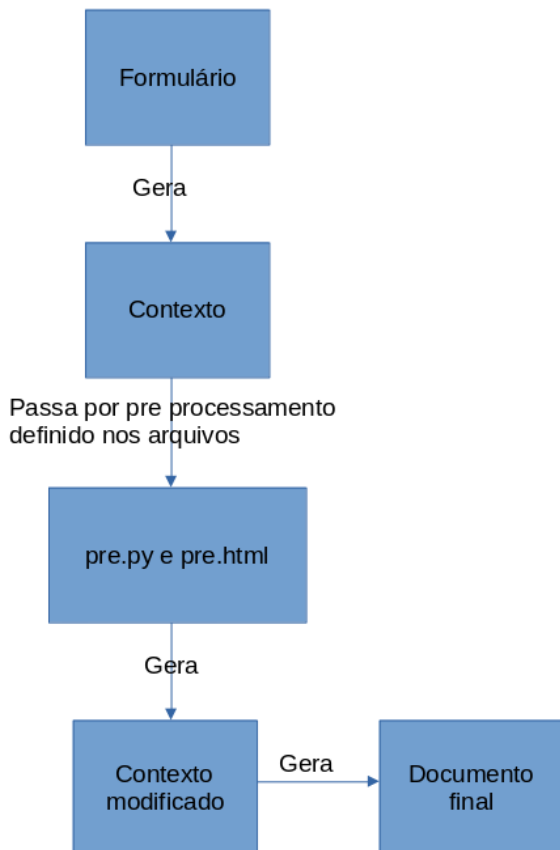 Formulário
Gera
Contexto
Passa por pre processamento
definido nos arquivos
pre.py e pre.html
Gera
Contexto
modificado
Gera
Documento
final